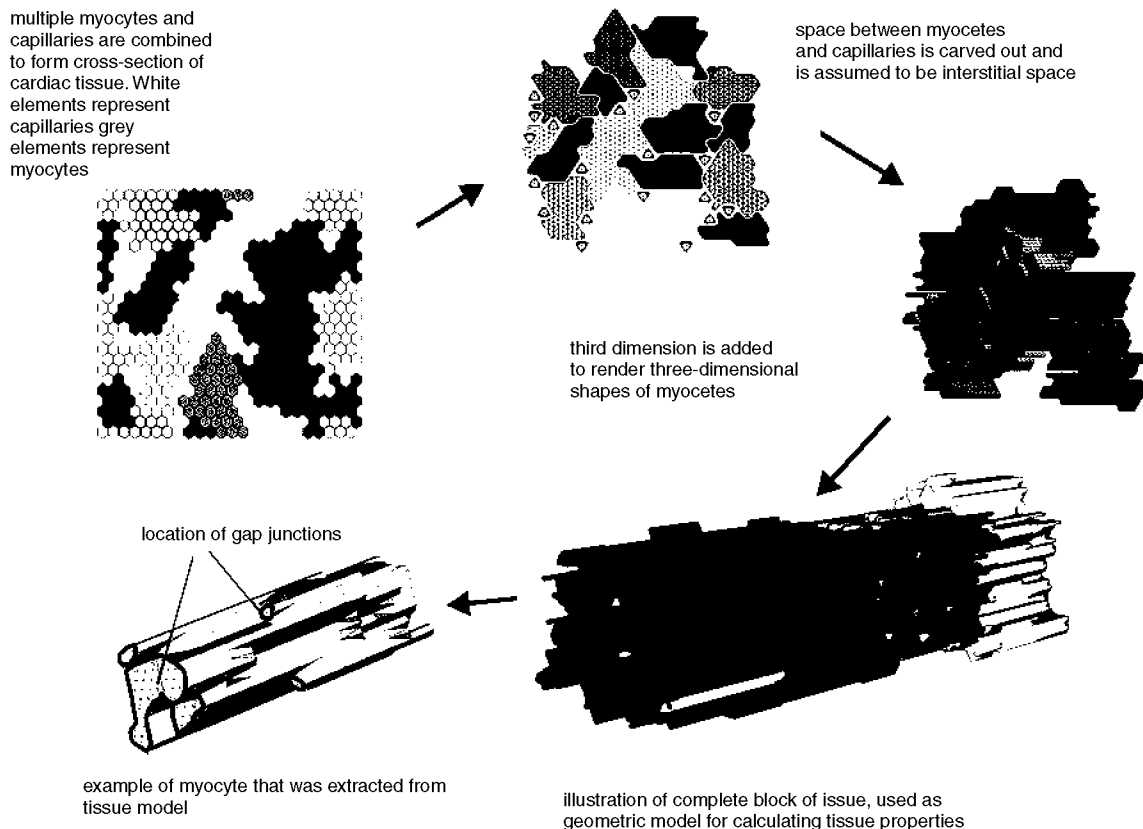 multiple myocytes and
capillaries are combined
to form cross-section of
cardiac tissue. White
elements represent
capillaries grey
elements represent
myocytes
space between myocetes
and capillaries is carved out and
is assumed to be interstitial space
third dimension is added
to render three-dimensional
shapes of myocetes
location of gap junctions
example of myocyte that was extracted from
tissue model
illustration of complete block of issue, used as
geometric model for calculating tissue properties